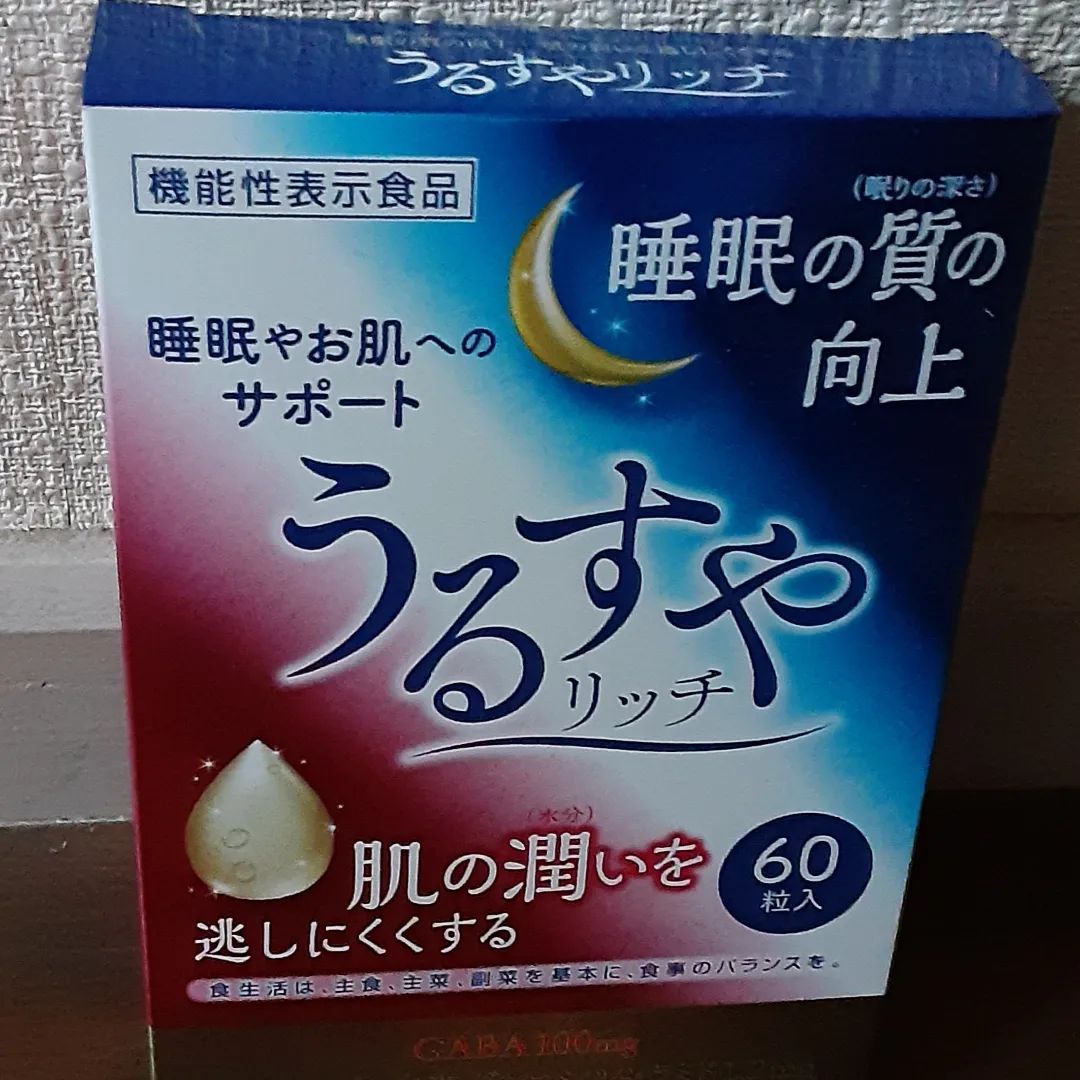 うるすやリッチ
機能性表示食品
(眠りの深さ)
睡眠の質の
向上
睡眠やお肌への
サポート
うるすや
リッチ
(水分)
肌の潤いを
逃しにくくする
60
粒入
食生活は、主食、主菜、副菜を基本に、食事のバランスを。
GABA 100mg